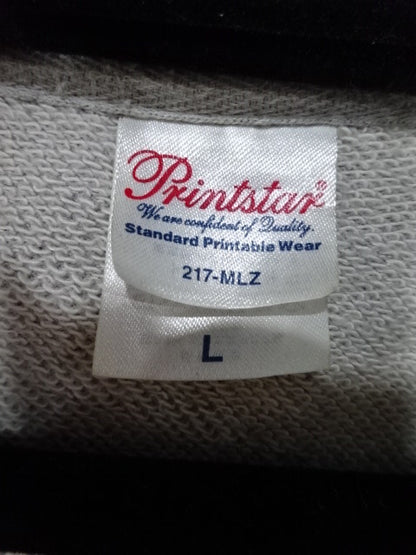 Printstar®
We are confident of Quality.
Standard Printable Wear
217-MLZ
L